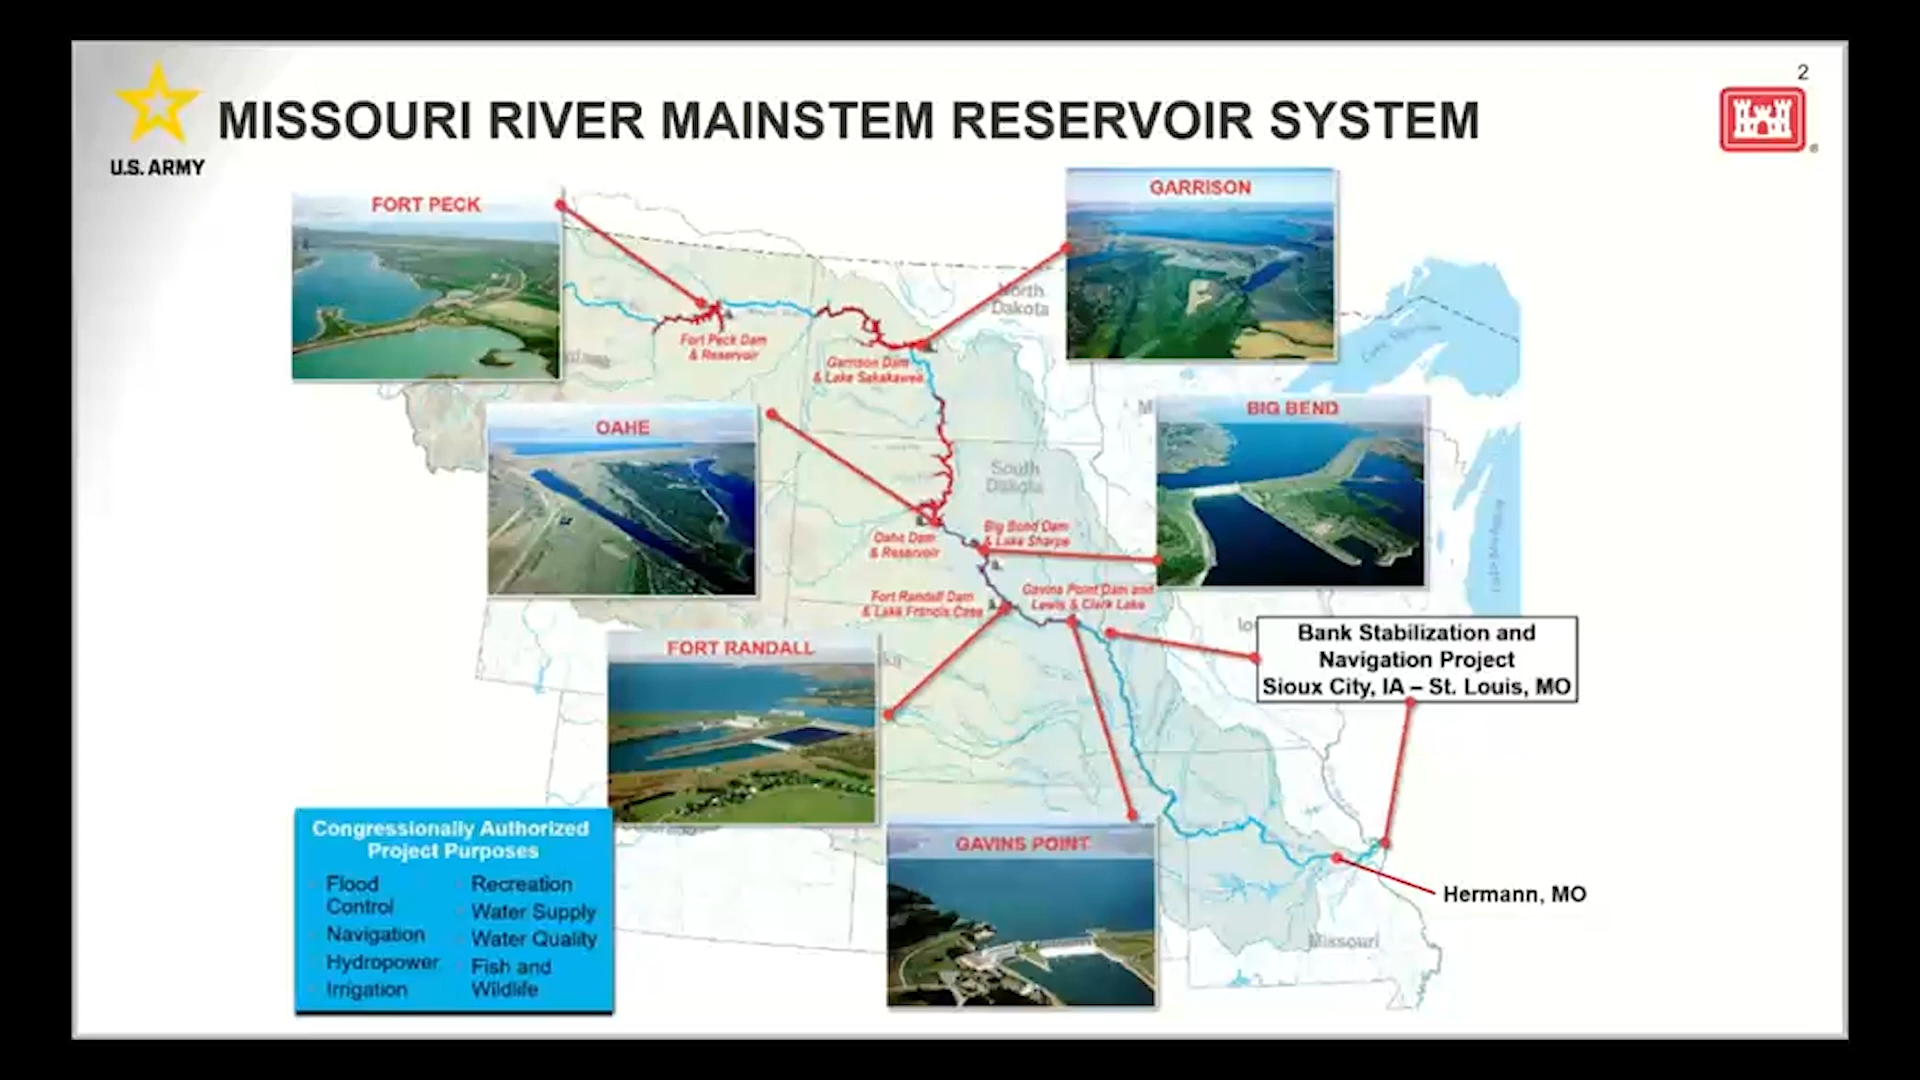 2
MISSOURI RIVER MAINSTEM RESERVOIR SYSTEM
U.S. ARMY
FORT PECK
GARRISON
North
Dakota
Fort Peck Dam
& Reservoir
Garrison Dam
& Lake Sakakawea
OAHE
BIG BEND
South
Dakota
Oahe Dam
& Reservoir
Big Bend Dam
& Lake Sharpe
Fort Randall Dam
& Lake Francis Case
Gavins Point Dam and
Lewis & Clark Lake
Bank Stabilization and
Navigation Project
Sioux City, IA – St. Louis, MO
FORT RANDALL
GAVINS POINT
Hermann, MO
Missouri
Congressionally Authorized
Project Purposes
Flood
Control
Navigation
Hydropower
Irrigation
Recreation
Water Supply
Water Quality
Fish and
Wildlife